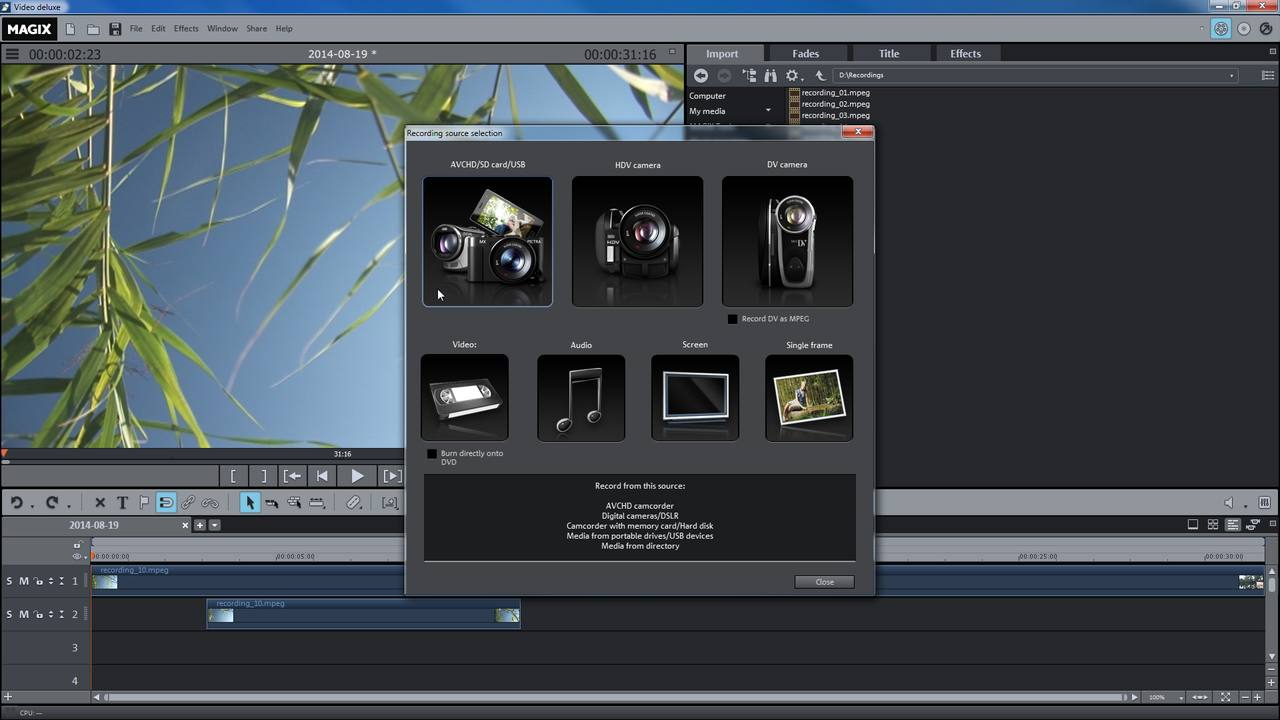 Video deluxe
MAGIX
File Edit Effects Window Share Help
00:00:02:23 2014-08-19 * 00:00:31:16
Import Fades Title Effects
D:\Recordings
Computer
My media
recording_01.mpeg
recording_02.mpeg
recording_03.mpeg
Recording source selection
AVCHD/SD card/USB HDV camera DV camera
Record DV as MPEG
Video: Audio Screen Single frame
Burn directly onto
DVD
Record from this source:
AVCHD camcorder
Digital cameras/DSLR
Camcorder with memory card/Hard disk
Media from portable drives/USB devices
Media from directory
Close
31:16
2014-08-19
00:00:00:00 00:00:05:00 00:00:25:00 00:00:30:00
S M 1
recording_10.mpeg
S M 2
recording_10.mpeg
3
4
100%
CPU: —